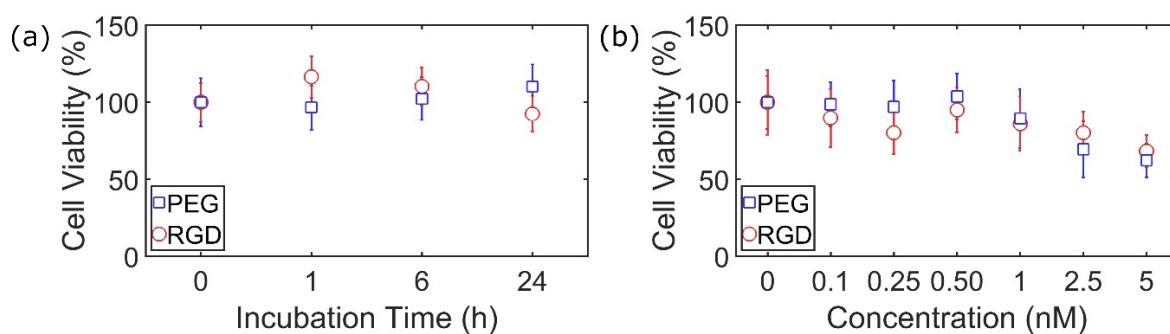 (a)
Cell Viability (%)
150
100
50
0
PEG
RGD
0 1 6 24
Incubation Time (h)
(b)
Cell Viability (%)
150
100
50
0
PEG
RGD
0 0.1 0.25 0.50 1 2.5 5
Concentration (nM)